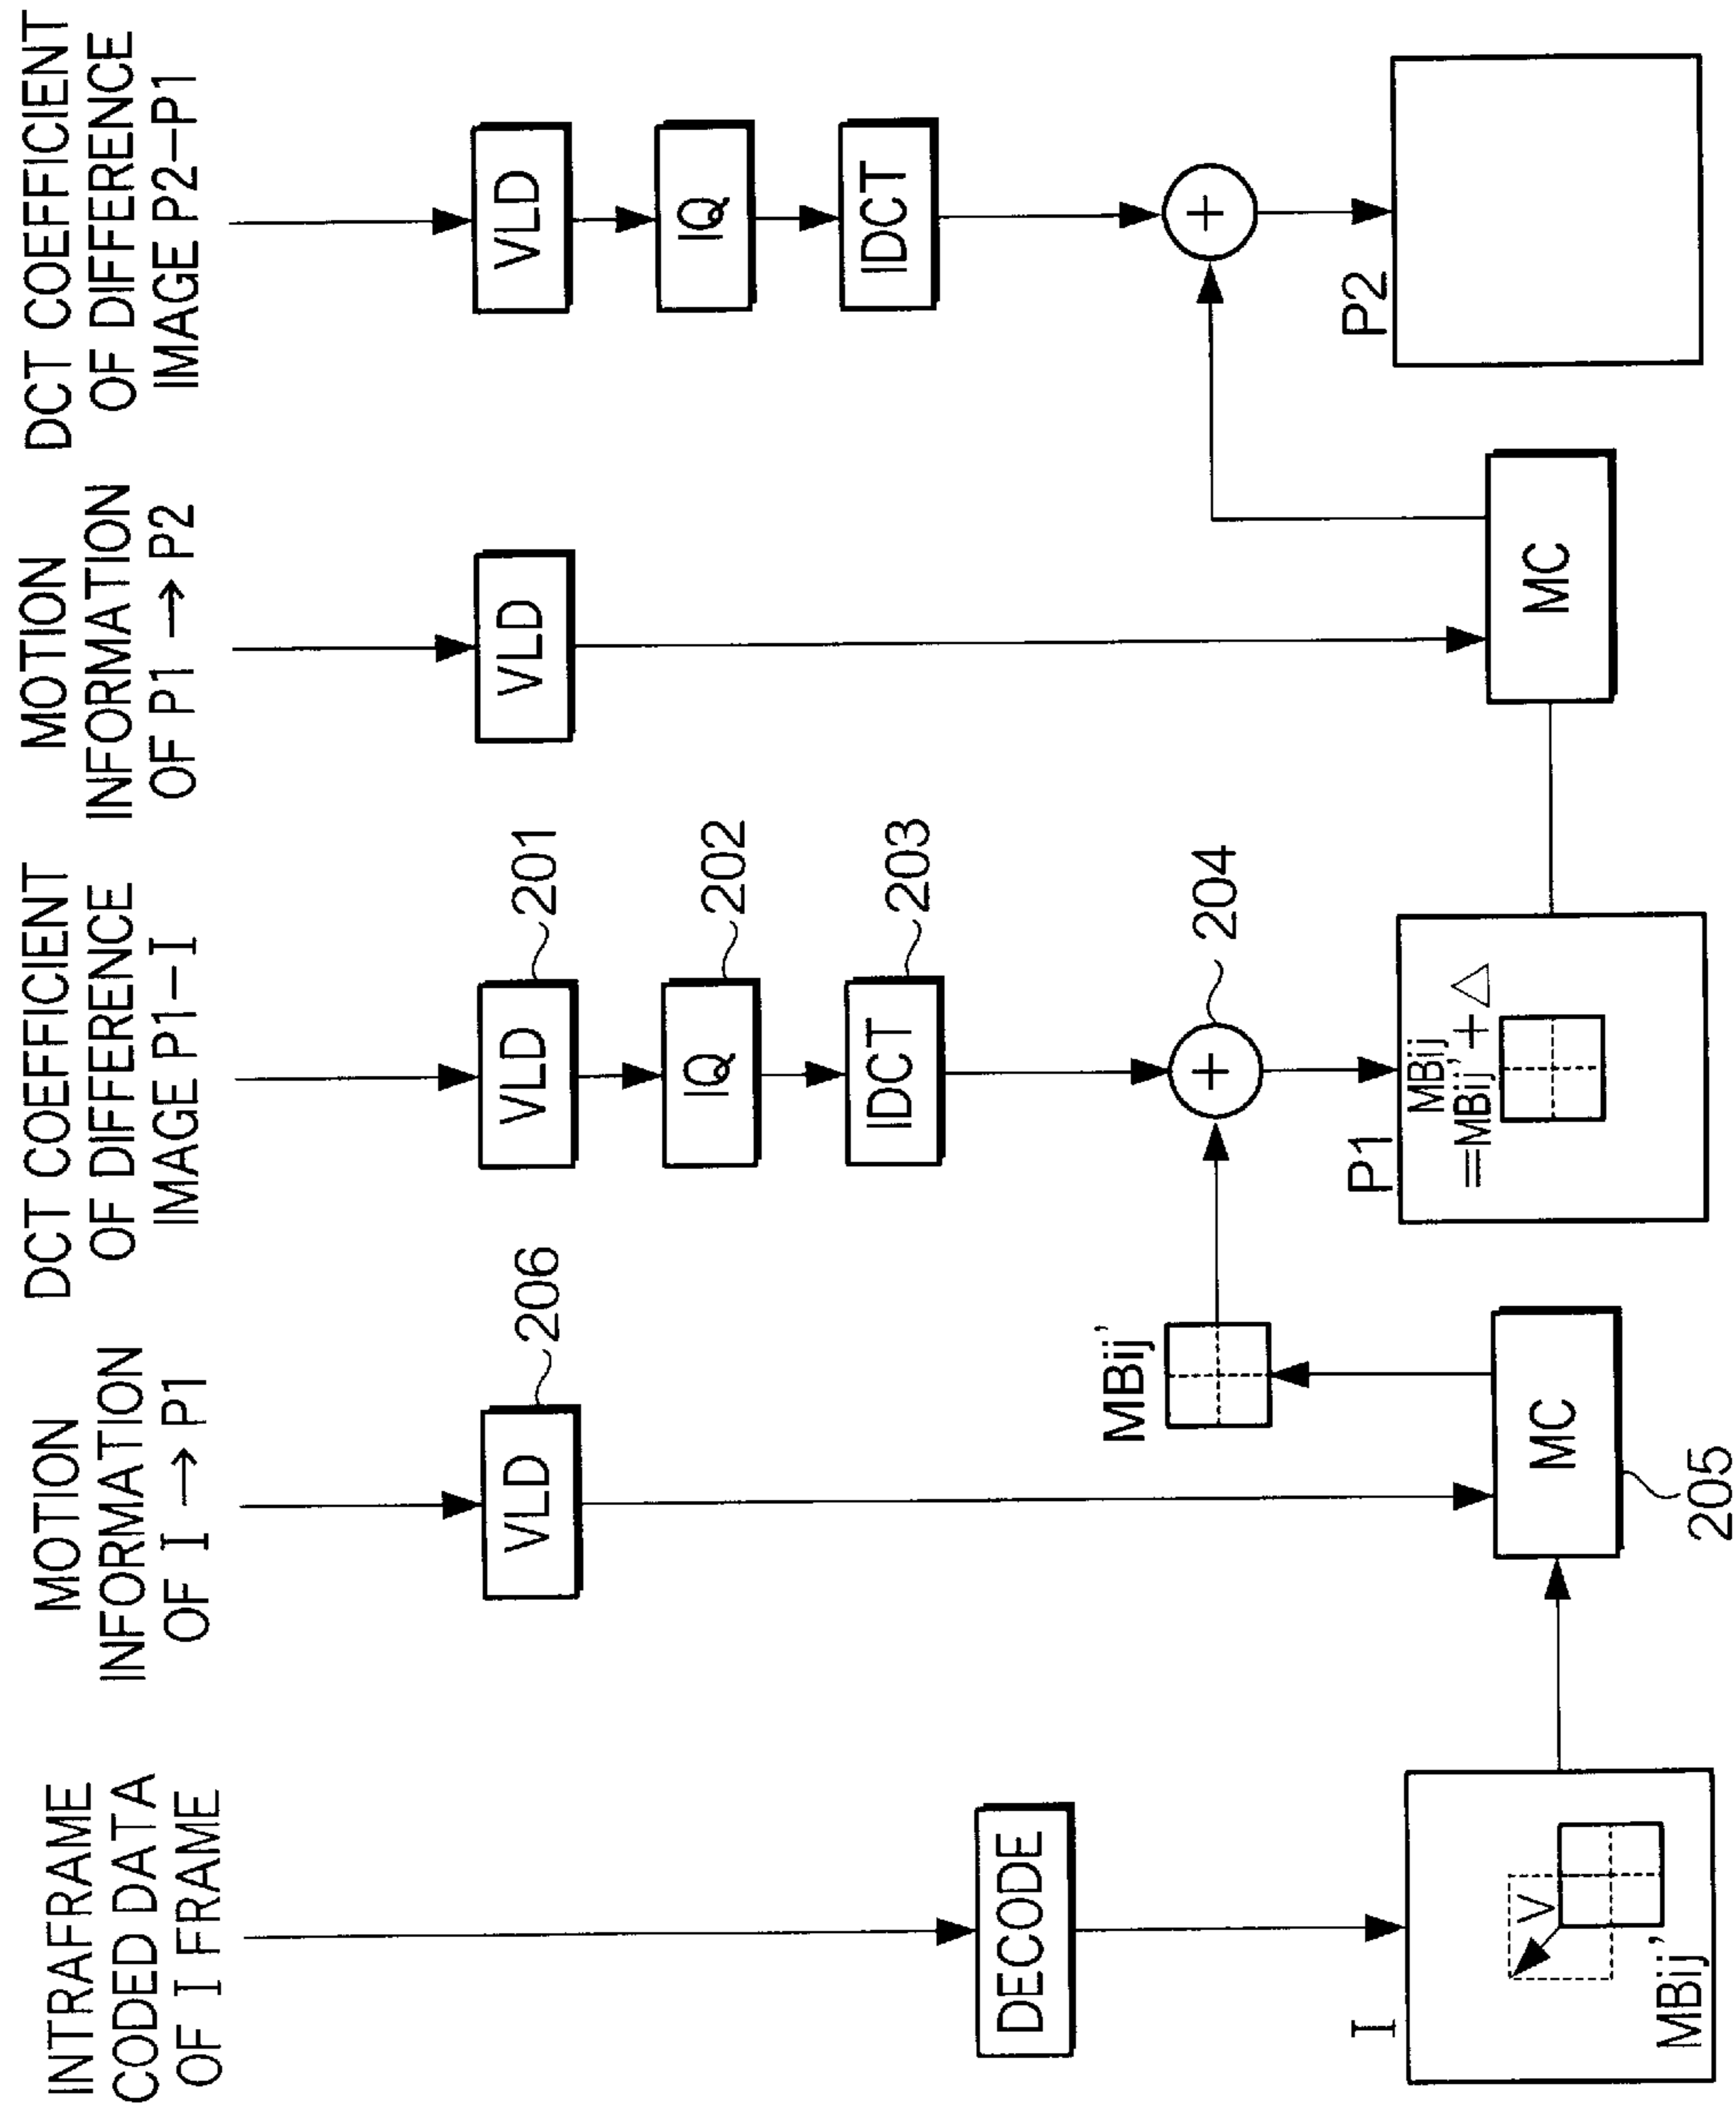 INTRAFRAME
CODED DATA
OF I FRAME
MOTION
INFORMATION
OF I → P1
DCT COEFFICIENT
OF DIFFERENCE
IMAGE P1-I
MOTION
INFORMATION
OF P1 → P2
DCT COEFFICIENT
OF DIFFERENCE
IMAGE P2-P1
VLD
206
VLD
201
VLD
VLD
IQ
202
IQ
DECODE
IDCT
203
IDCT
MBij'
+
204
+
I
V
MBij'
MC
205
P1
MBij
=MBij'+△
MC
P2